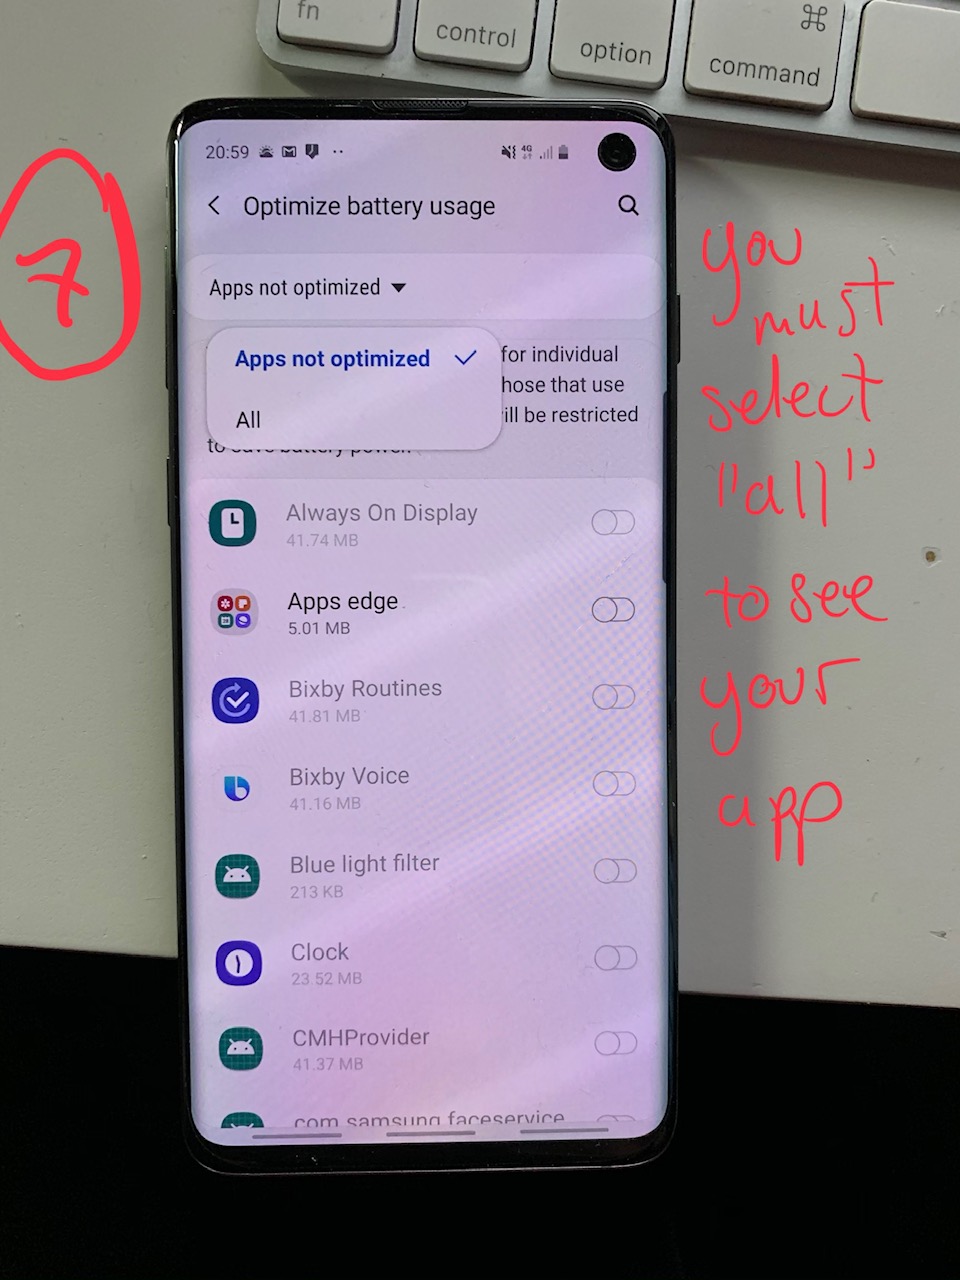 fn
control
option
⌘
command
7
20:59
4G
Optimize battery usage
Apps not optimized
Apps not optimized
All
for individual
hose that use
ill be restricted
to save battery power.
Always On Display
41.74 MB
Apps edge
5.01 MB
Bixby Routines
41.81 MB
Bixby Voice
41.16 MB
Blue light filter
213 KB
Clock
23.52 MB
CMHProvider
41.37 MB
com.samsung.faceservice
you
must
select
"all"
to see
your
app